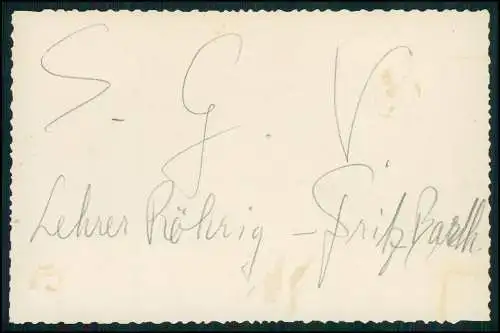 S. G. V.
Lehrer Röhrig – Fritz Barth